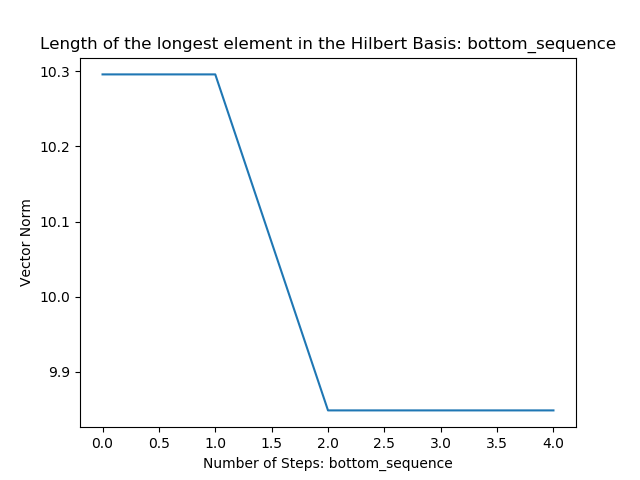 Length of the longest element in the Hilbert Basis: bottom_sequence
10.3
10.2
10.1
10.0
9.9
Vector Norm
0.0 0.5 1.0 1.5 2.0 2.5 3.0 3.5 4.0
Number of Steps: bottom_sequence